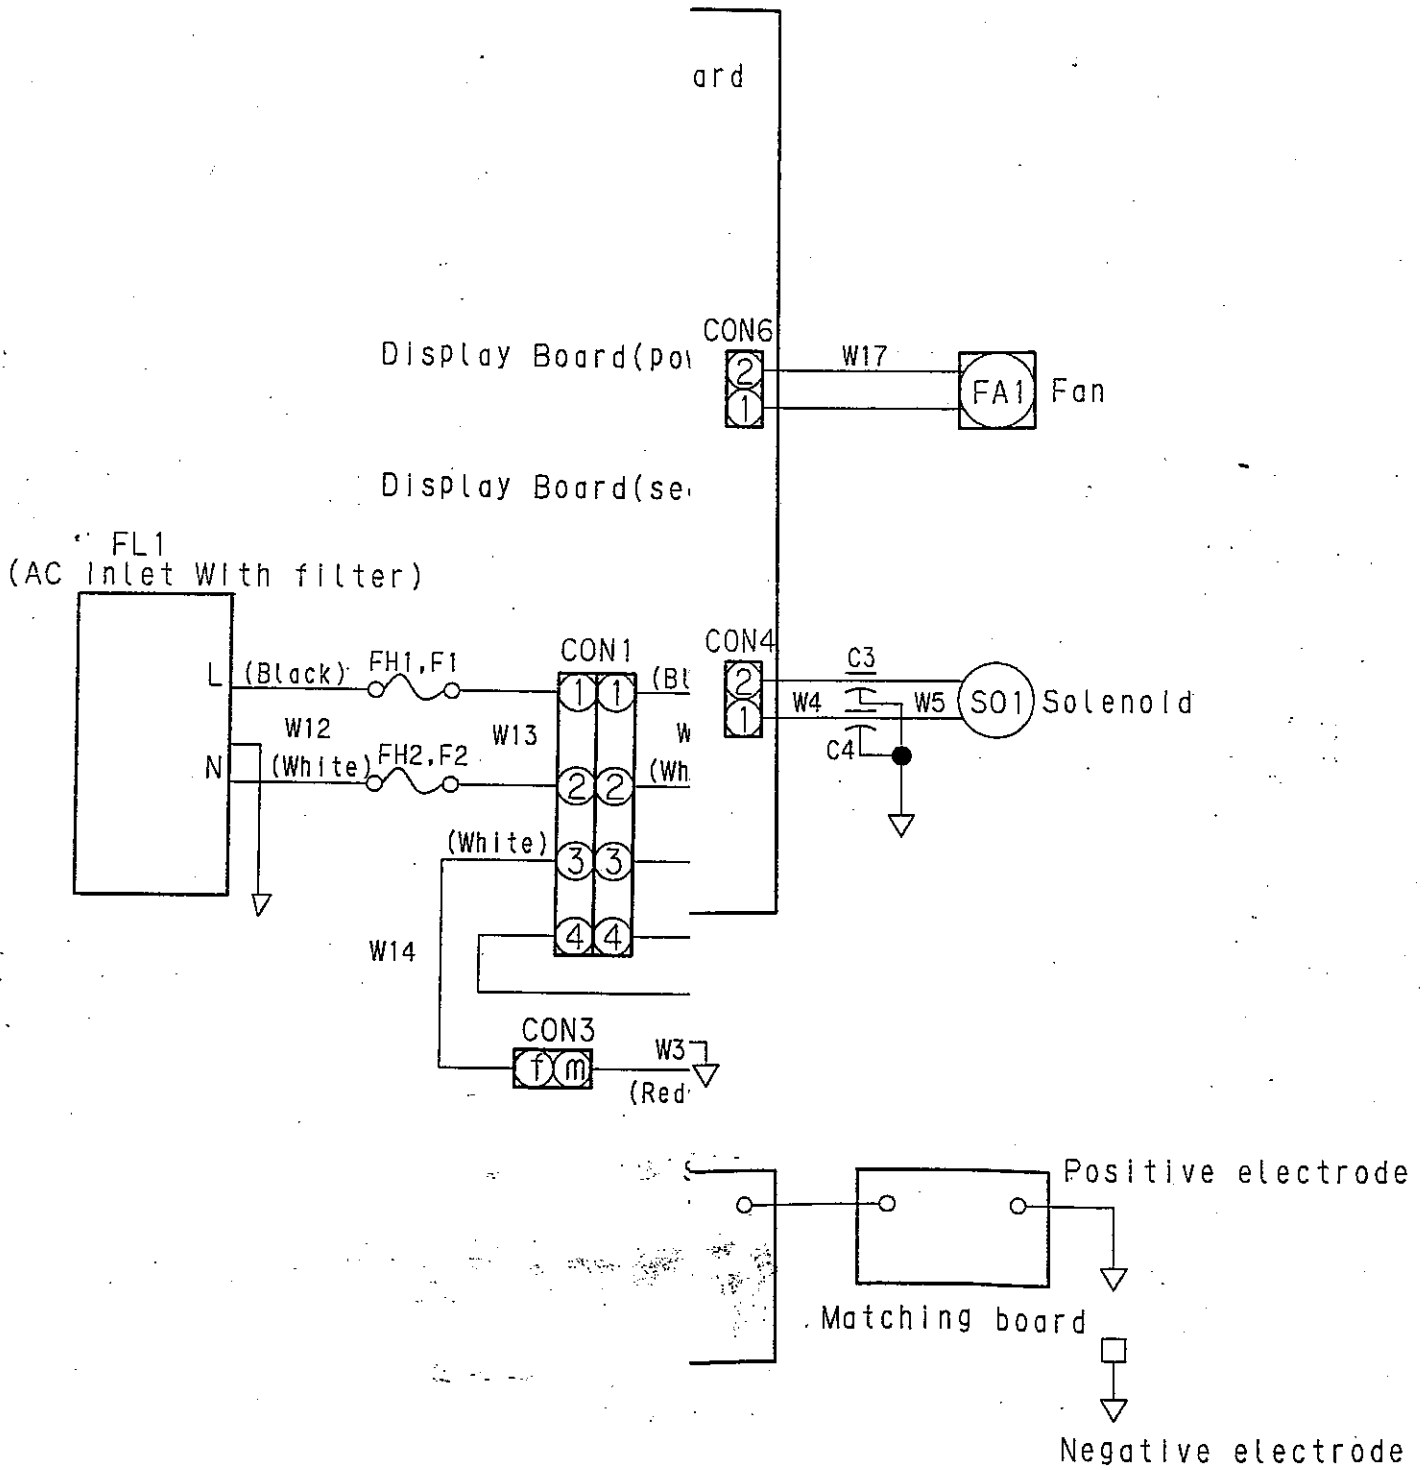 ard
CON6
Display Board(po
W17
2
1
FA1 Fan
Display Board(se
FL1
(AC Inlet With filter)
CON1
CON4
L
(Black)
FH1,F1
1 1
(Bl
2
1
C3
W4
W5
SO1 Solenoid
W12
W13
W
C4
N
(White)
FH2,F2
2 2
(Wh
(White)
3 3
W14
4 4
CON3
f m
W3
(Red
Positive electrode
Matching board
Negative electrode